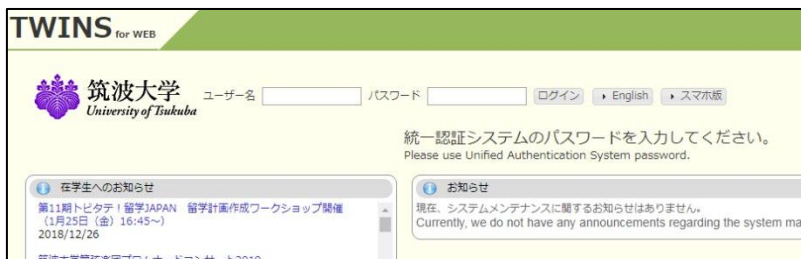 TWINS for WEB
筑波大学 ユーザー名 パスワード ログイン English スマホ版
University of Tsukuba
統一認証システムのパスワードを入力してください。
Please use Unified Authentication System password.
在学生へのお知らせ
第11期トビタテ！留学JAPAN 留学計画作成ワークショップ開催
（1月25日（金）16:45～）
2018/12/26
お知らせ
現在、システムメンテナンスに関するお知らせはありません。
Currently, we do not have any announcements regarding the system ma